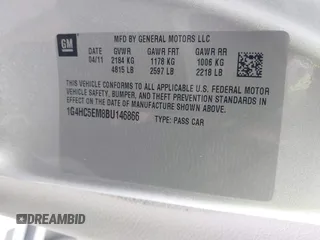 GM
MFD BY GENERAL MOTORS LLC
DATE GVWR GAWR FRT GAWR RR
04/11 2184 KG 1178 KG 1006 KG
4815 LB 2597 LB 2218 LB
THIS VEHICLE CONFORMS TO ALL APPLICABLE U.S. FEDERAL MOTOR
VEHICLE SAFETY, BUMPER, AND THEFT PREVENTION STANDARDS IN EFFECT
ON THE DATE OF MANUFACTURE SHOWN ABOVE.
1G4HC5EM8BU146866
TYPE: PASS CAR
© DREAMBID